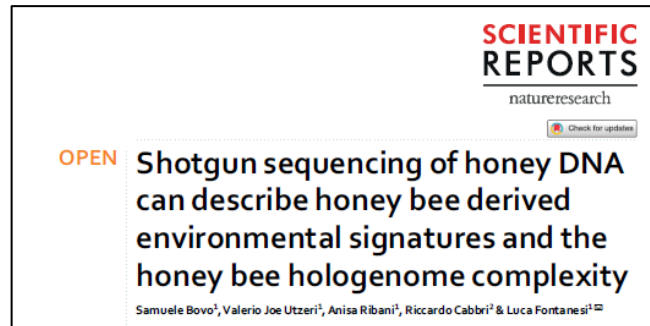 SCIENTIFIC
REPORTS
natureresearch
Check for updates
OPEN
Shotgun sequencing of honey DNA
can describe honey bee derived
environmental signatures and the
honey bee hologenome complexity
Samuele Bovo¹, Valerio Joe Utzeri¹, Anisa Ribani¹, Riccardo Cabbri² & Luca Fontanesi¹✉